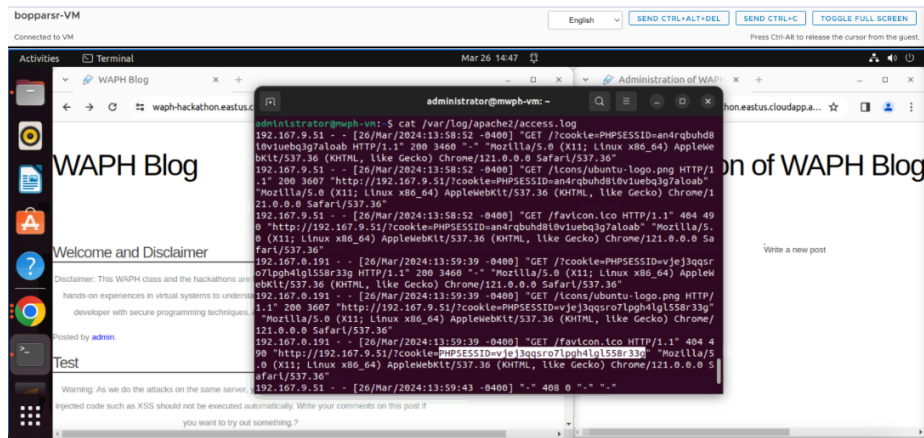 bopparsr-VM
English
SEND CTRL+ALT+DEL
SEND CTRL+C
TOGGLE FULL SCREEN
Connected to VM
Press Ctrl-Alt to release the cursor from the guest.
Activities
Terminal
Mar 26 14:47
WAPH Blog
Administration of WAPH
waph-hackathon.eastus.c
hon.eastus.cloudapp.a...
administrator@mwph-vm: ~
administrator@mwph-vm:~$ cat /var/log/apache2/access.log
192.167.9.51 - - [26/Mar/2024:13:58:52 -0400] "GET /?cookie=PHPSESSID=an4rqbuhd8
i0v1uebq3g7aloab HTTP/1.1" 200 3460 "-" "Mozilla/5.0 (X11; Linux x86_64) AppleWe
bKit/537.36 (KHTML, like Gecko) Chrome/121.0.0.0 Safari/537.36"
192.167.9.51 - - [26/Mar/2024:13:58:52 -0400] "GET /icons/ubuntu-logo.png HTTP/1
.1" 200 3607 "http://192.167.9.51/?cookie=PHPSESSID=an4rqbuhd8i0v1uebq3g7aloab"
"Mozilla/5.0 (X11; Linux x86_64) AppleWebKit/537.36 (KHTML, like Gecko) Chrome/1
21.0.0.0 Safari/537.36"
192.167.9.51 - - [26/Mar/2024:13:58:52 -0400] "GET /favicon.ico HTTP/1.1" 404 49
0 "http://192.167.9.51/?cookie=PHPSESSID=an4rqbuhd8i0v1uebq3g7aloab" "Mozilla/5.
0 (X11; Linux x86_64) AppleWebKit/537.36 (KHTML, like Gecko) Chrome/121.0.0.0 Sa
fari/537.36"
192.167.0.191 - - [26/Mar/2024:13:59:39 -0400] "GET /?cookie=PHPSESSID=vjej3qqsr
o7lpgh4lgl558r33g HTTP/1.1" 200 3460 "-" "Mozilla/5.0 (X11; Linux x86_64) AppleW
ebKit/537.36 (KHTML, like Gecko) Chrome/121.0.0.0 Safari/537.36"
192.167.0.191 - - [26/Mar/2024:13:59:39 -0400] "GET /icons/ubuntu-logo.png HTTP/
1.1" 200 3607 "http://192.167.9.51/?cookie=PHPSESSID=vjej3qqsro7lpgh4lgl558r33g"
"Mozilla/5.0 (X11; Linux x86_64) AppleWebKit/537.36 (KHTML, like Gecko) Chrome/
121.0.0.0 Safari/537.36"
192.167.0.191 - - [26/Mar/2024:13:59:39 -0400] "GET /favicon.ico HTTP/1.1" 404 4
90 "http://192.167.9.51/?cookie=PHPSESSID=vjej3qqsro7lpgh4lgl558r33g" "Mozilla/5
.0 (X11; Linux x86_64) AppleWebKit/537.36 (KHTML, like Gecko) Chrome/121.0.0.0 S
afari/537.36"
192.167.9.51 - - [26/Mar/2024:13:59:43 -0400] "-" 408 0 "-" "-"
WAPH Blog
on of WAPH Blog
Welcome and Disclaimer
Disclaimer: This WAPH class and the hackathons are
hands-on experiences in virtual systems to understa
developer with secure programming techniques.
Posted by admin.
Test
Warning: As we do the attacks on the same server, y
injected code such as XSS should not be executed automatically. Write your comments on this post if
you want to try out something.?
Write a new post